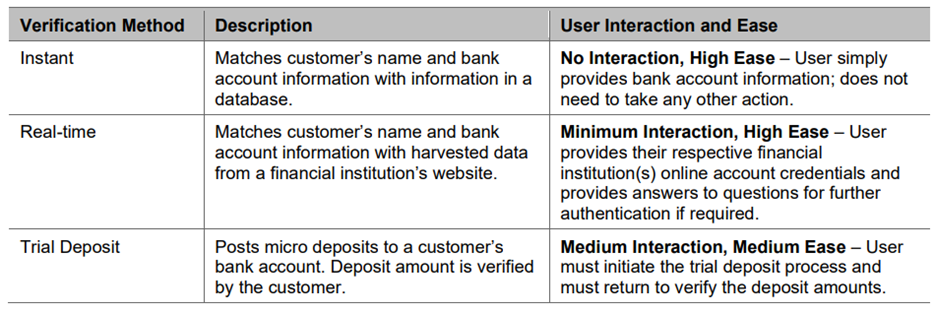 Verification Method Description User Interaction and Ease
Instant
Matches customer’s name and bank
account information with information in a
database.
No Interaction, High Ease – User simply
provides bank account information; does not
need to take any other action.
Real-time
Matches customer’s name and bank
account information with harvested data
from a financial institution’s website.
Minimum Interaction, High Ease – User
provides their respective financial
institution(s) online account credentials and
provides answers to questions for further
authentication if required.
Trial Deposit
Posts micro deposits to a customer’s
bank account. Deposit amount is verified
by the customer.
Medium Interaction, Medium Ease – User
must initiate the trial deposit process and
must return to verify the deposit amounts.